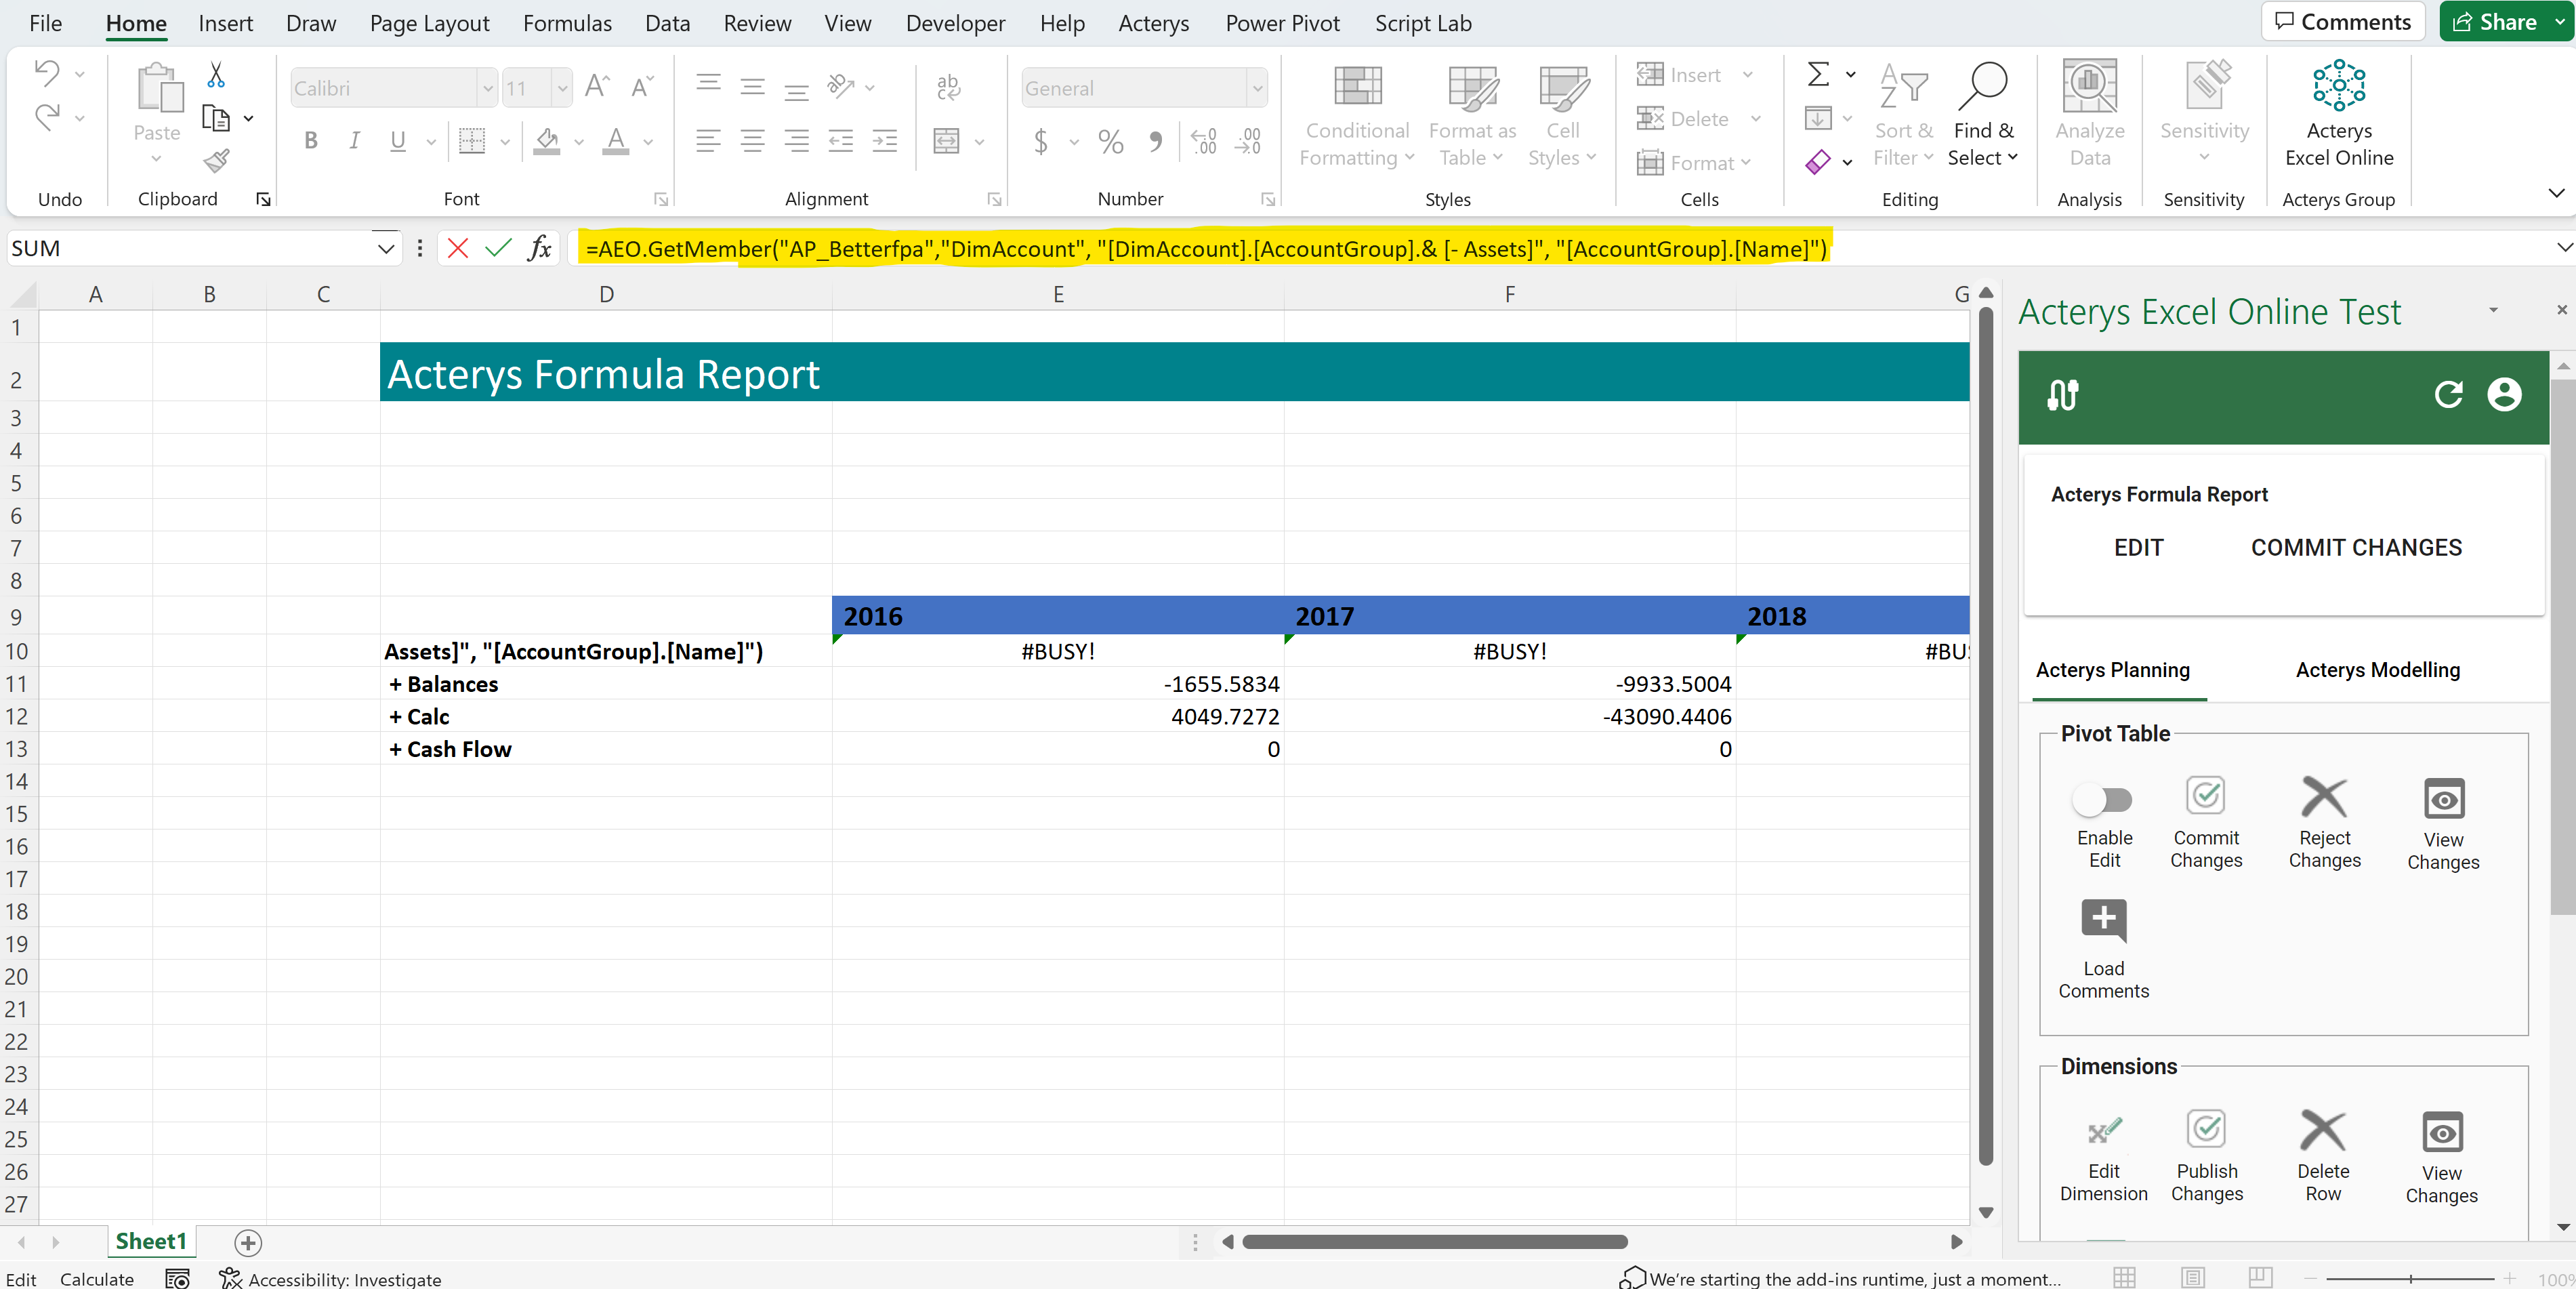 File Home Insert Draw Page Layout Formulas Data Review View Developer Help Acterys Power Pivot Script Lab Comments Share
Undo
Paste
Clipboard
Calibri 11
B I U A
Font
ab
Alignment
General
$ % 9
Number
Conditional Formatting
Format as Table
Cell Styles
Styles
Insert
Delete
Format
Cells
Sort & Filter
Find & Select
Editing
Analyze Data
Analysis
Sensitivity
Sensitivity
Acterys Excel Online
Acterys Group
SUM fx =AEO.GetMember("AP_Betterfpa","DimAccount", "[DimAccount].[AccountGroup].& [- Assets]", "[AccountGroup].[Name]")
A B C D E F G
1
2 Acterys Formula Report
3
4
5
6
7
8
9 2016 2017 2018
10 Assets]", "[AccountGroup].[Name]") #BUSY! #BUSY! #BU
11 + Balances -1655.5834 -9933.5004
12 + Calc 4049.7272 -43090.4406
13 + Cash Flow 0 0
14
15
16
17
18
19
20
21
22
23
24
25
26
27
Acterys Excel Online Test
Acterys Formula Report
EDIT COMMIT CHANGES
Acterys Planning Acterys Modelling
Pivot Table
Enable Edit
Commit Changes
Reject Changes
View Changes
Load Comments
Dimensions
Edit Dimension
Publish Changes
Delete Row
View Changes
Sheet1
Edit Calculate Accessibility: Investigate We're starting the add-ins runtime, just a moment... 100%